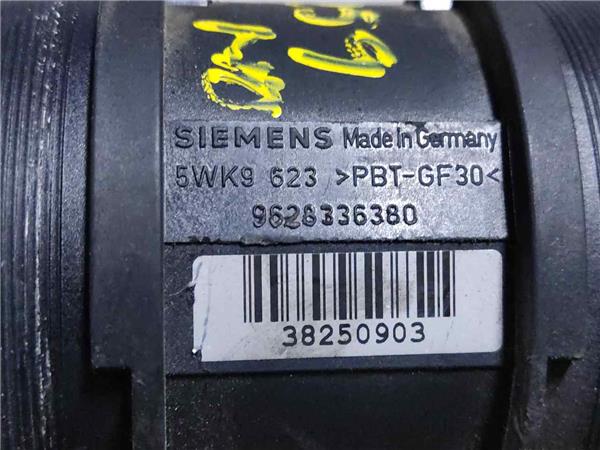 SIEMENS Made in Germany
5WK9 623 >PBT-GF30<
9628336380
38250903